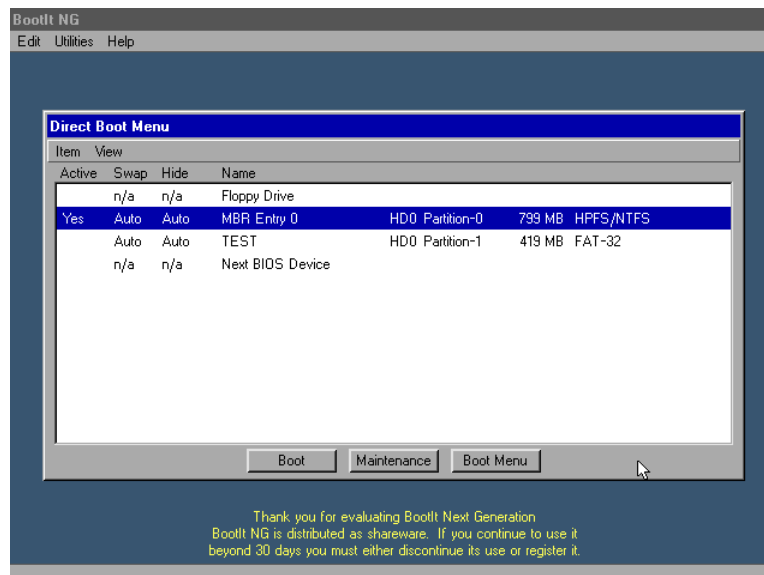 BootIt NG
Edit Utilities Help
Direct Boot Menu
Item View
Active Swap Hide Name
n/a n/a Floppy Drive
Yes Auto Auto MBR Entry 0 HD0 Partition-0 799 MB HPFS/NTFS
Auto Auto TEST HD0 Partition-1 419 MB FAT-32
n/a n/a Next BIOS Device
Boot Maintenance Boot Menu
Thank you for evaluating BootIt Next Generation
BootIt NG is distributed as shareware. If you continue to use it
beyond 30 days you must either discontinue its use or register it.